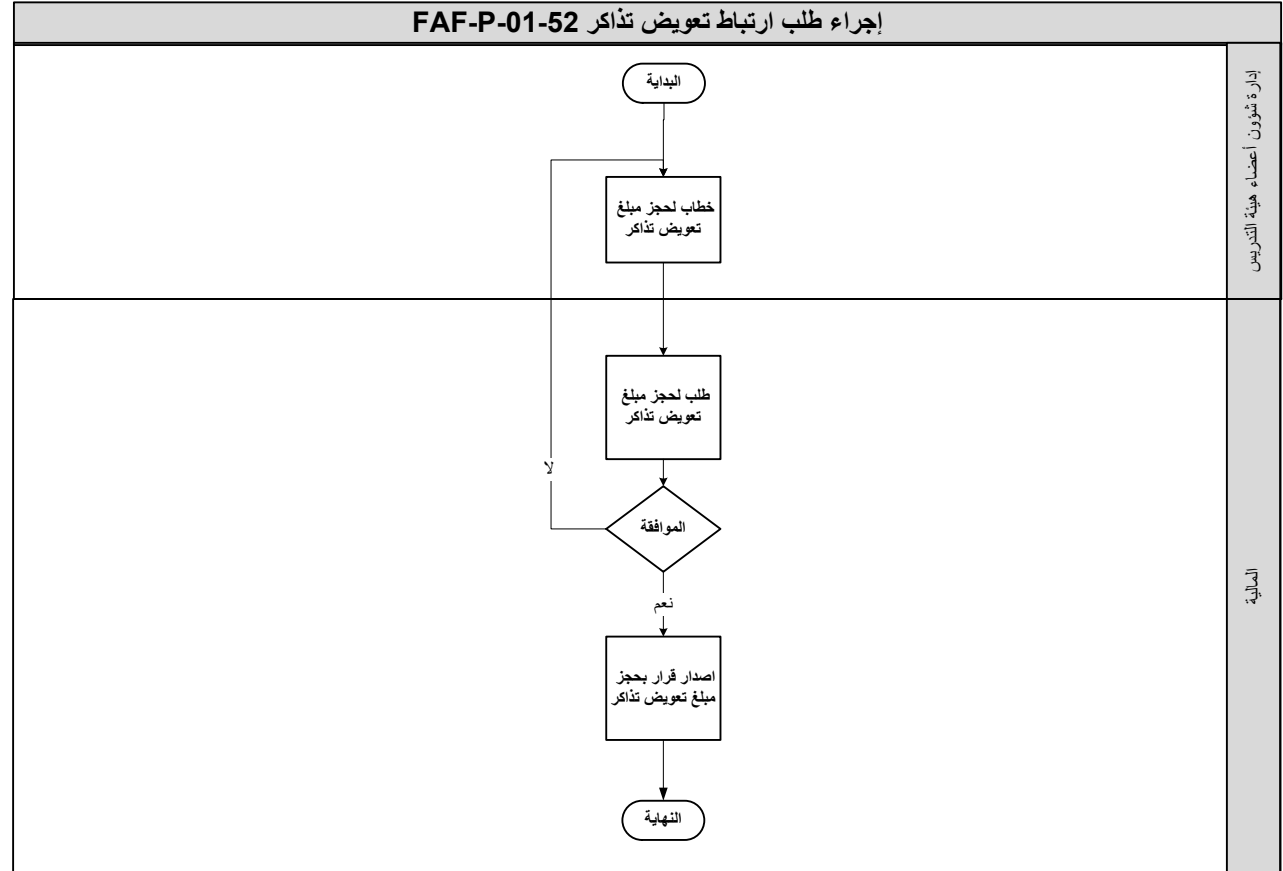 إجراء طلب ارتباط تعويض تذاكر FAF-P-01-52
إدارة شؤون أعضاء هيئة التدريس
البداية
خطاب لحجز مبلغ
تعويض تذاكر
المالية
طلب لحجز مبلغ
تعويض تذاكر
الموافقة
لا
نعم
اصدار قرار بحجز
مبلغ تعويض تذاكر
النهاية